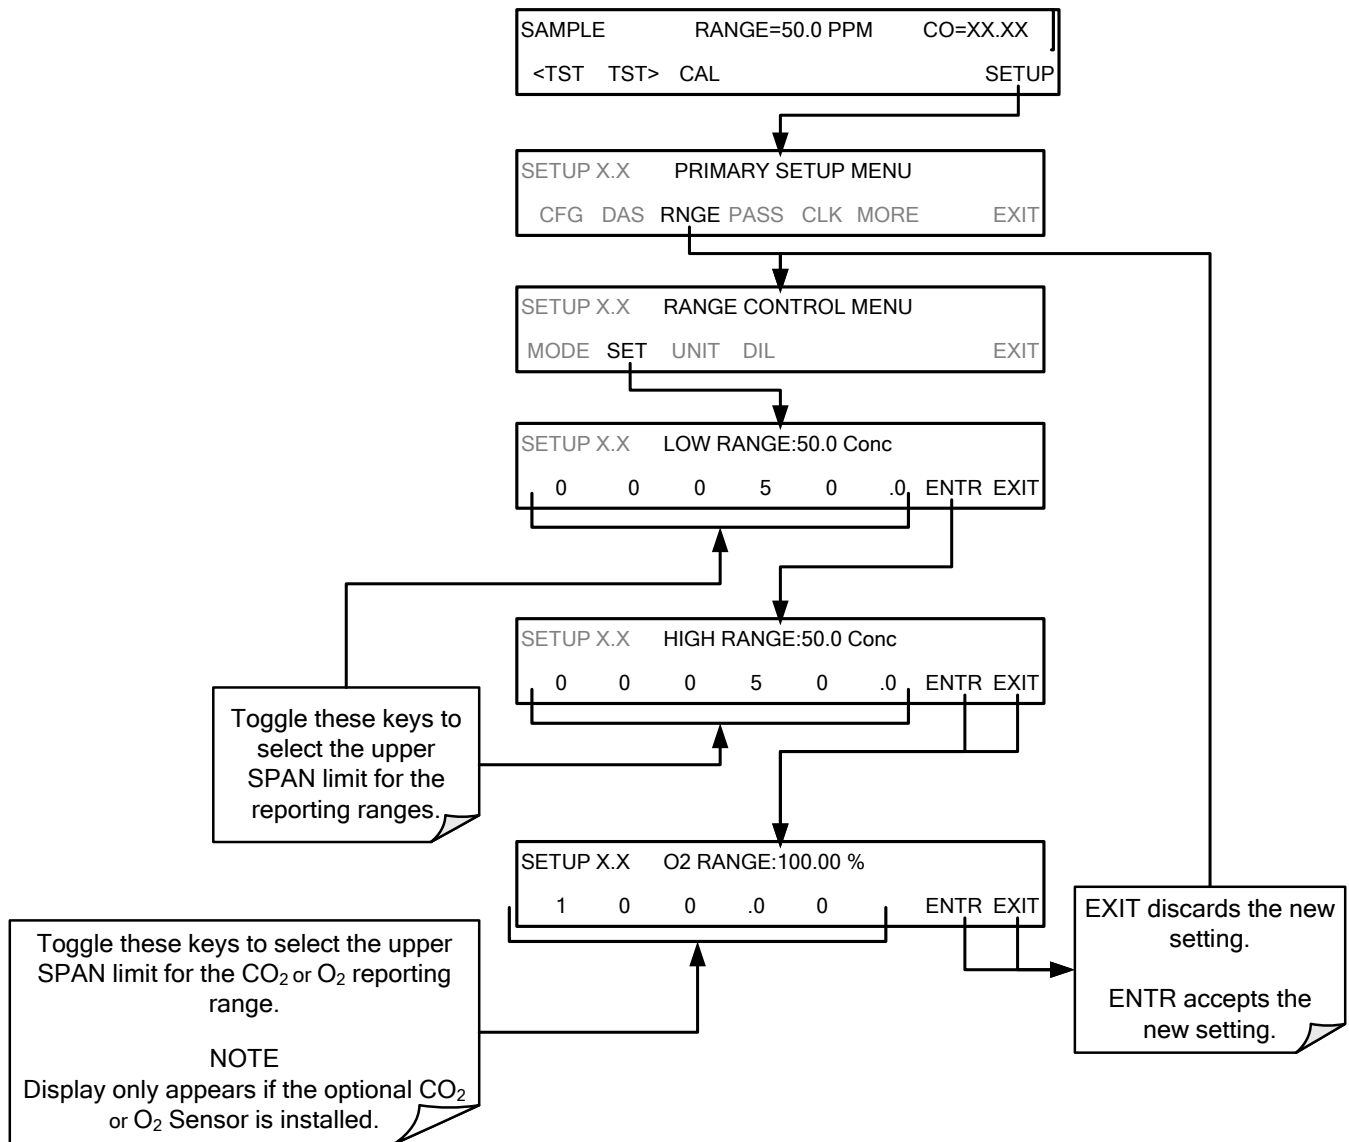 SAMPLE RANGE=50.0 PPM CO=XX.XX
<TST TST> CAL SETUP
SETUP X.X PRIMARY SETUP MENU
CFG DAS RNGE PASS CLK MORE EXIT
SETUP X.X RANGE CONTROL MENU
MODE SET UNIT DIL EXIT
SETUP X.X LOW RANGE:50.0 Conc
0 0 0 5 0 .0 ENTR EXIT
SETUP X.X HIGH RANGE:50.0 Conc
0 0 0 5 0 .0 ENTR EXIT
Toggle these keys to
select the upper
SPAN limit for the
reporting ranges.
SETUP X.X O2 RANGE:100.00 %
1 0 0 .0 0 ENTR EXIT
Toggle these keys to select the upper
SPAN limit for the CO₂ or O₂ reporting
range.
NOTE
Display only appears if the optional CO₂
or O₂ Sensor is installed.
EXIT discards the new
setting.
ENTR accepts the
new setting.